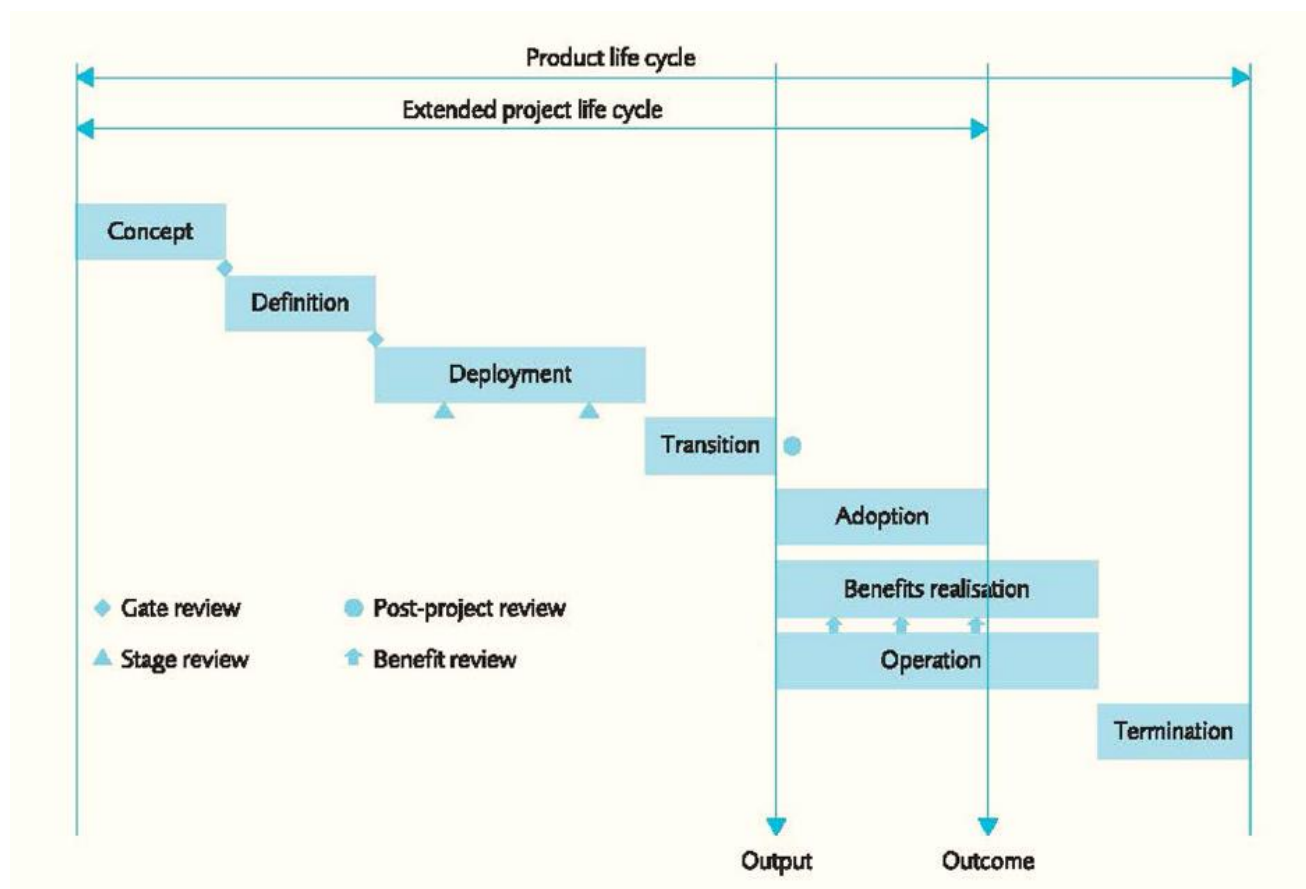 Product life cycle
Extended project life cycle
Concept
Definition
Deployment
Transition
Adoption
Benefits realisation
Gate review
Post-project review
Stage review
Benefit review
Operation
Termination
Output
Outcome